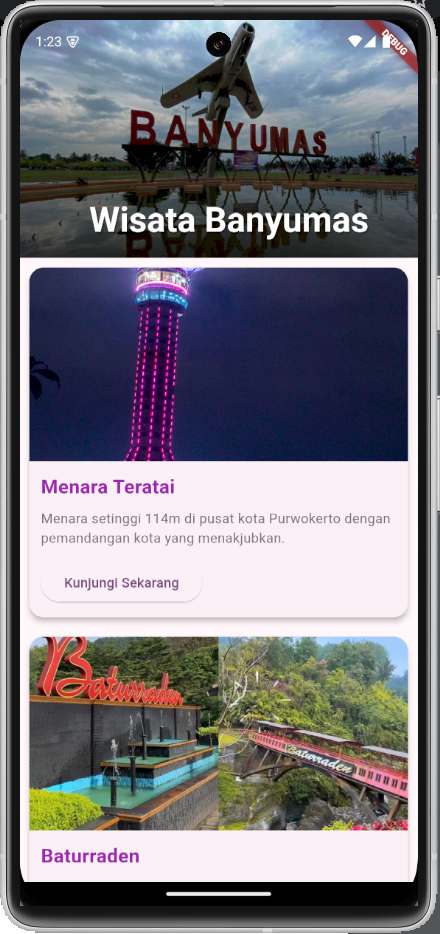 1:23
DEBUG
BANYUMAS
Wisata Banyumas
Menara Teratai
Menara setinggi 114m di pusat kota Purwokerto dengan
pemandangan kota yang menakjubkan.
Kunjungi Sekarang
Baturraden
Baturraden
Baturraden